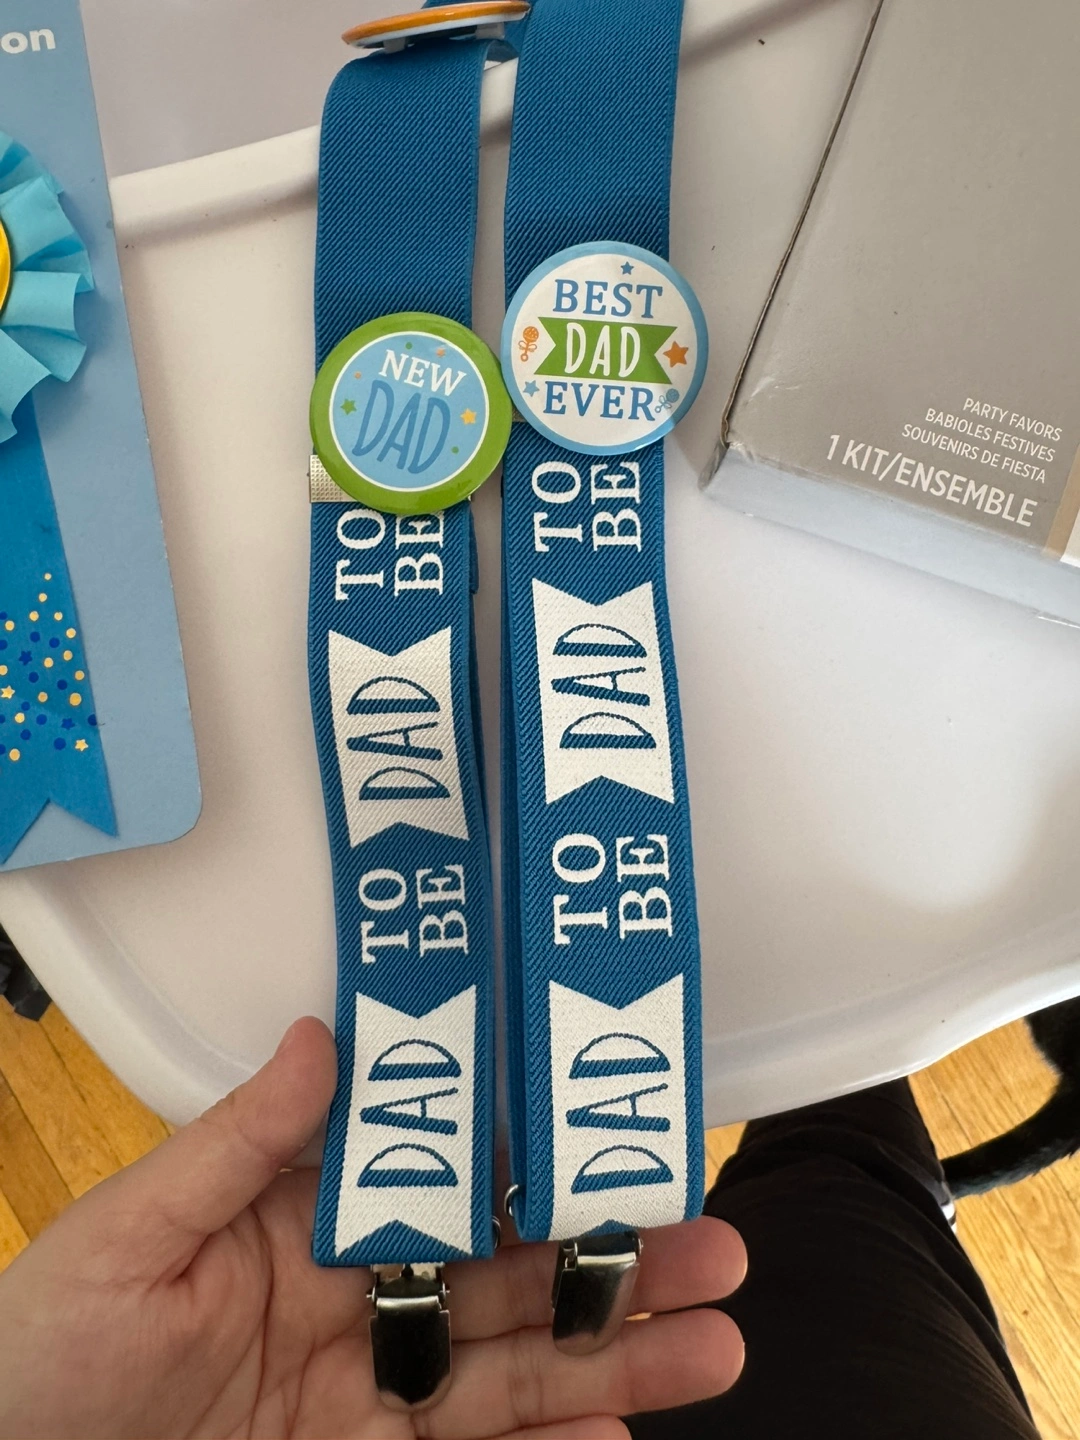 on
NEW
DAD
BEST
DAD
EVER
TO
BE
DAD
TO
BE
DAD
TO
BE
DAD
TO
BE
DAD
PARTY FAVORS
BABIOLES FESTIVES
SOUVENIRS DE FIESTA
1 KIT/ENSEMBLE